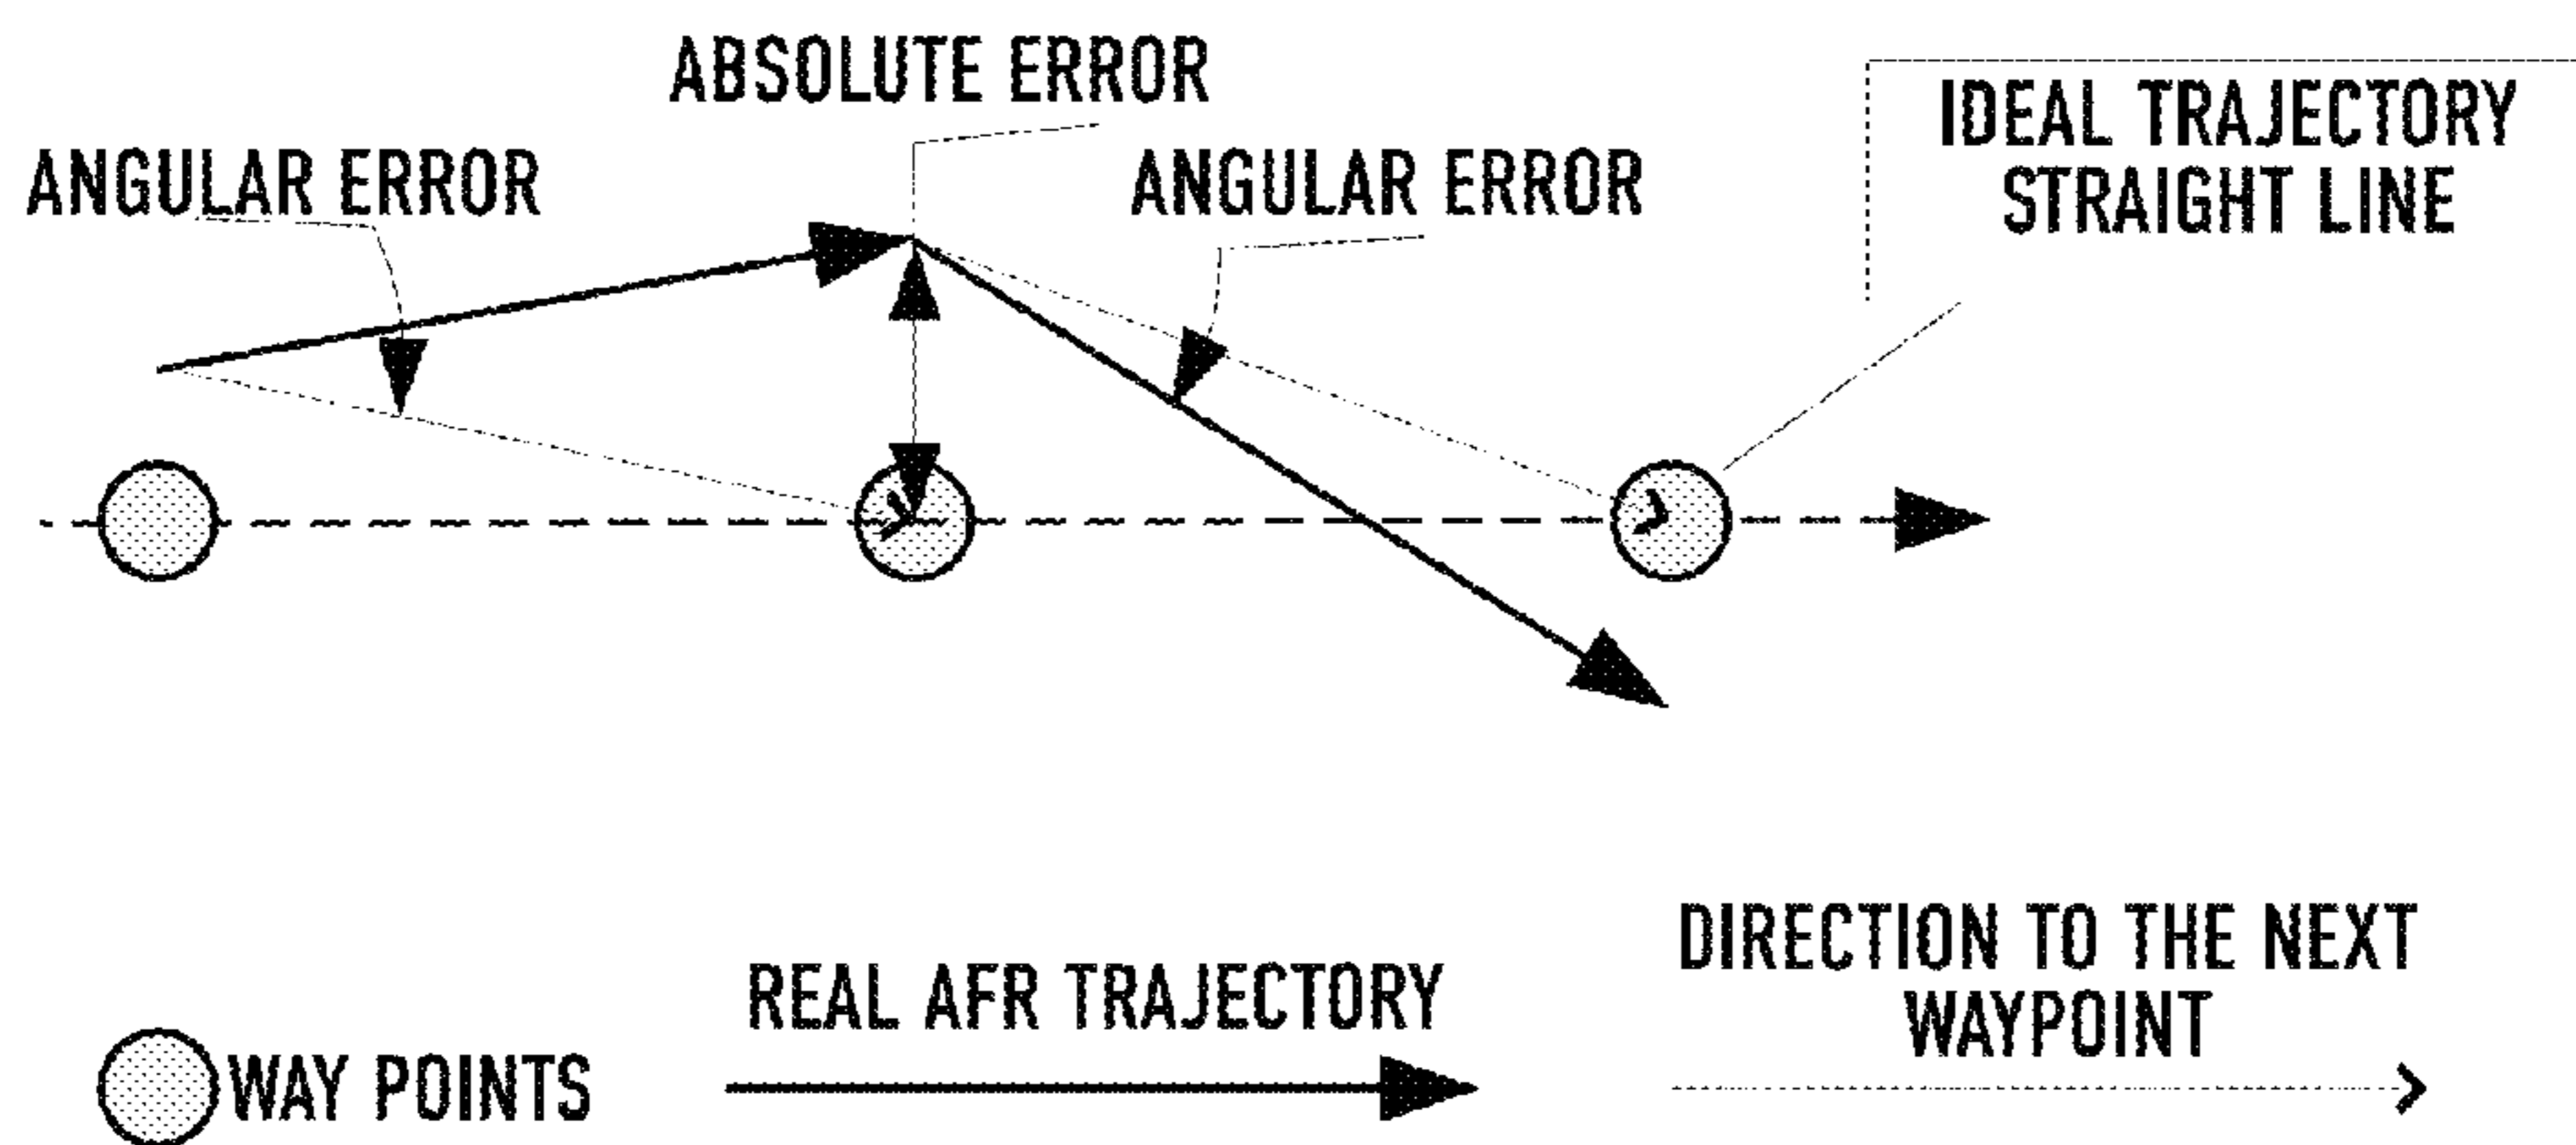 ABSOLUTE ERROR
ANGULAR ERROR
ANGULAR ERROR
IDEAL TRAJECTORY
STRAIGHT LINE
DIRECTION TO THE NEXT
WAYPOINT
REAL AFR TRAJECTORY
WAY POINTS